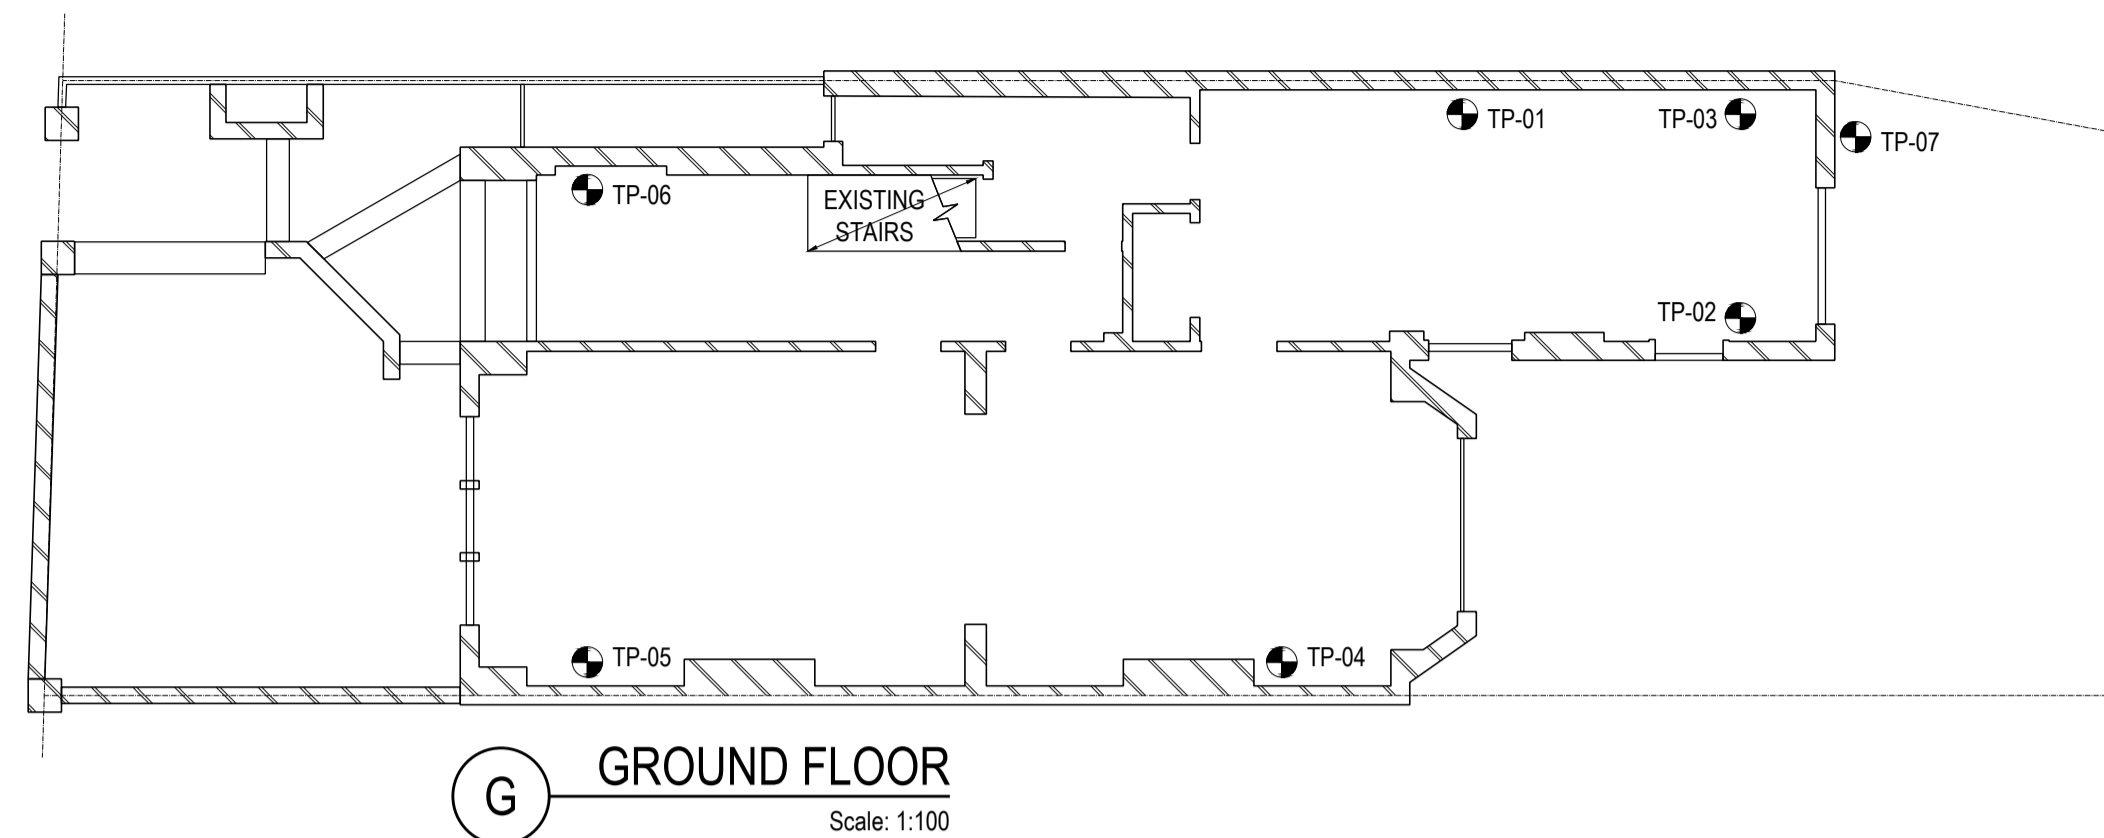 TP-01
TP-03
TP-07
TP-06
EXISTING
STAIRS
TP-02
TP-05
TP-04
G
GROUND FLOOR
Scale: 1:100